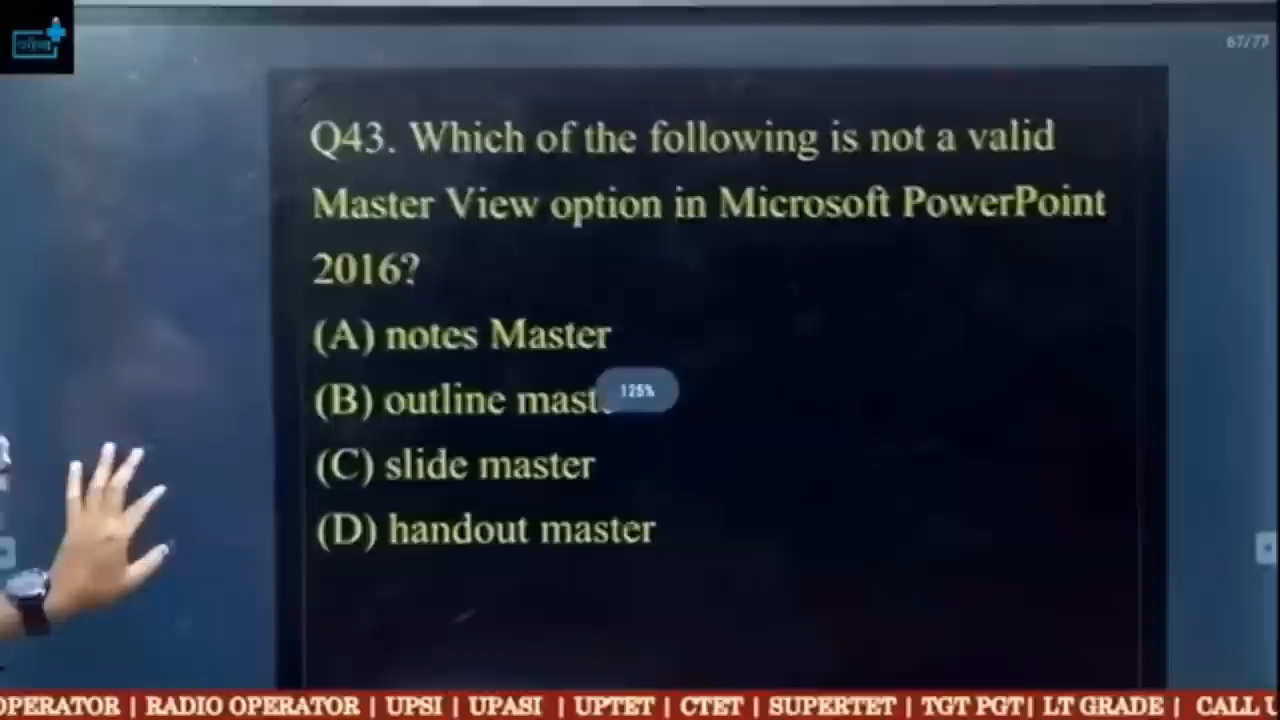 67/77
Q43. Which of the following is not a valid
Master View option in Microsoft PowerPoint
2016?
(A) notes Master
(B) outline
125%
(C) slide master
(D) handout master
OPERATOR | RADIO OPERATOR | UPSI | UPASI | UPTET | CTET | SUPERTET | TGT PGT | LT GRADE | CALL